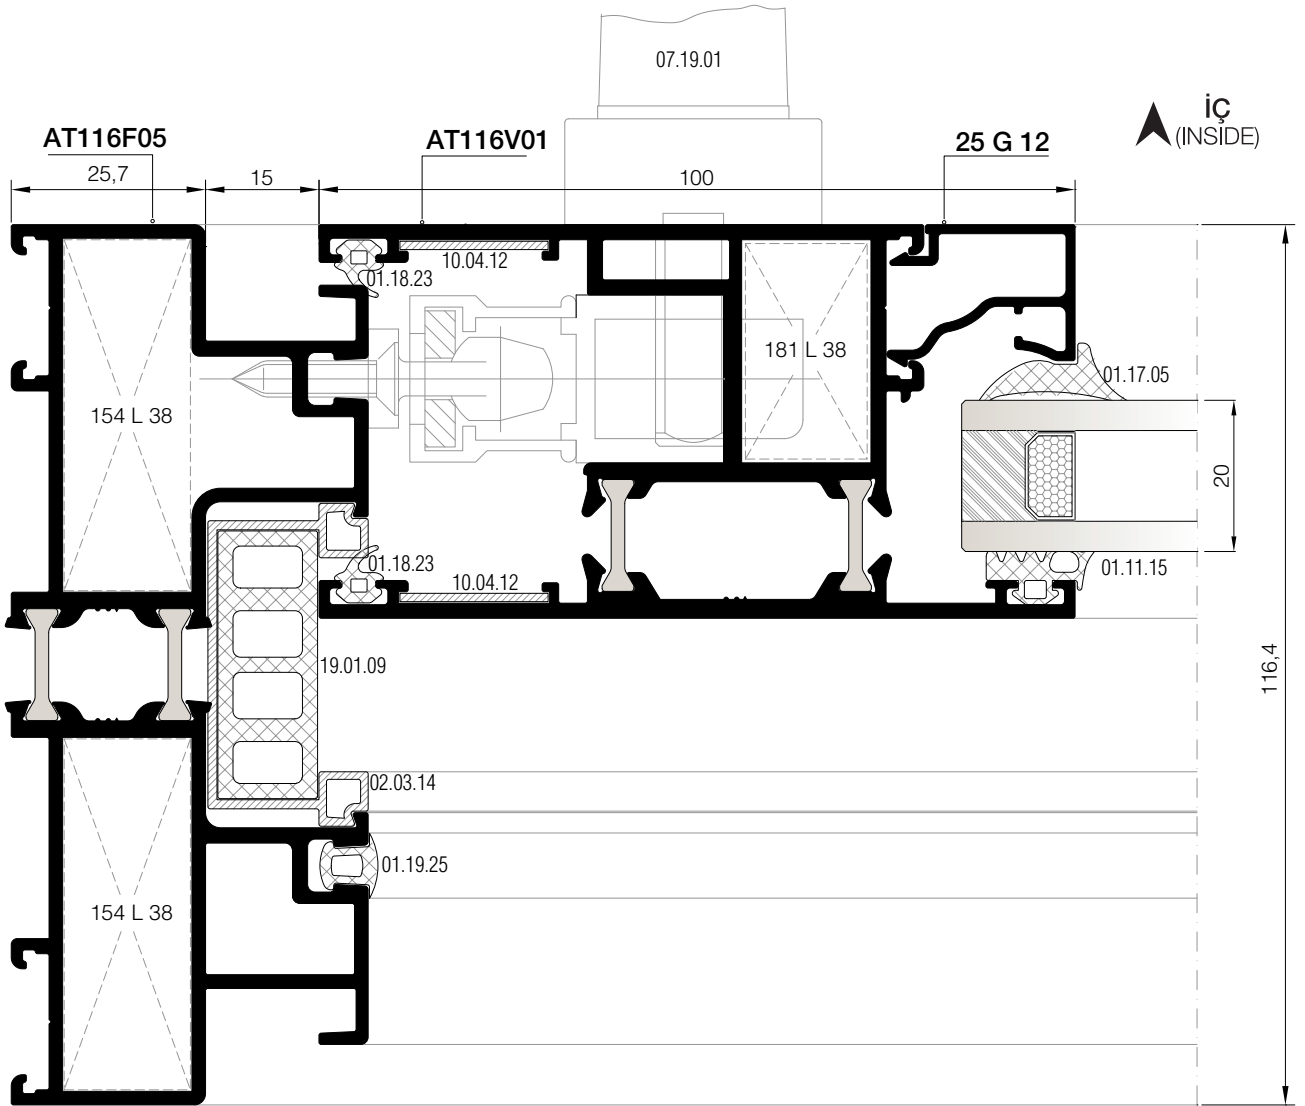 07.19.01
İÇ
(INSIDE)
AT116F05
AT116V01
25 G 12
25,7
15
100
10.04.12
01.18.23
181 L 38
01.17.05
154 L 38
20
01.18.23
10.04.12
01.11.15
19.01.09
116,4
02.03.14
01.19.25
154 L 38